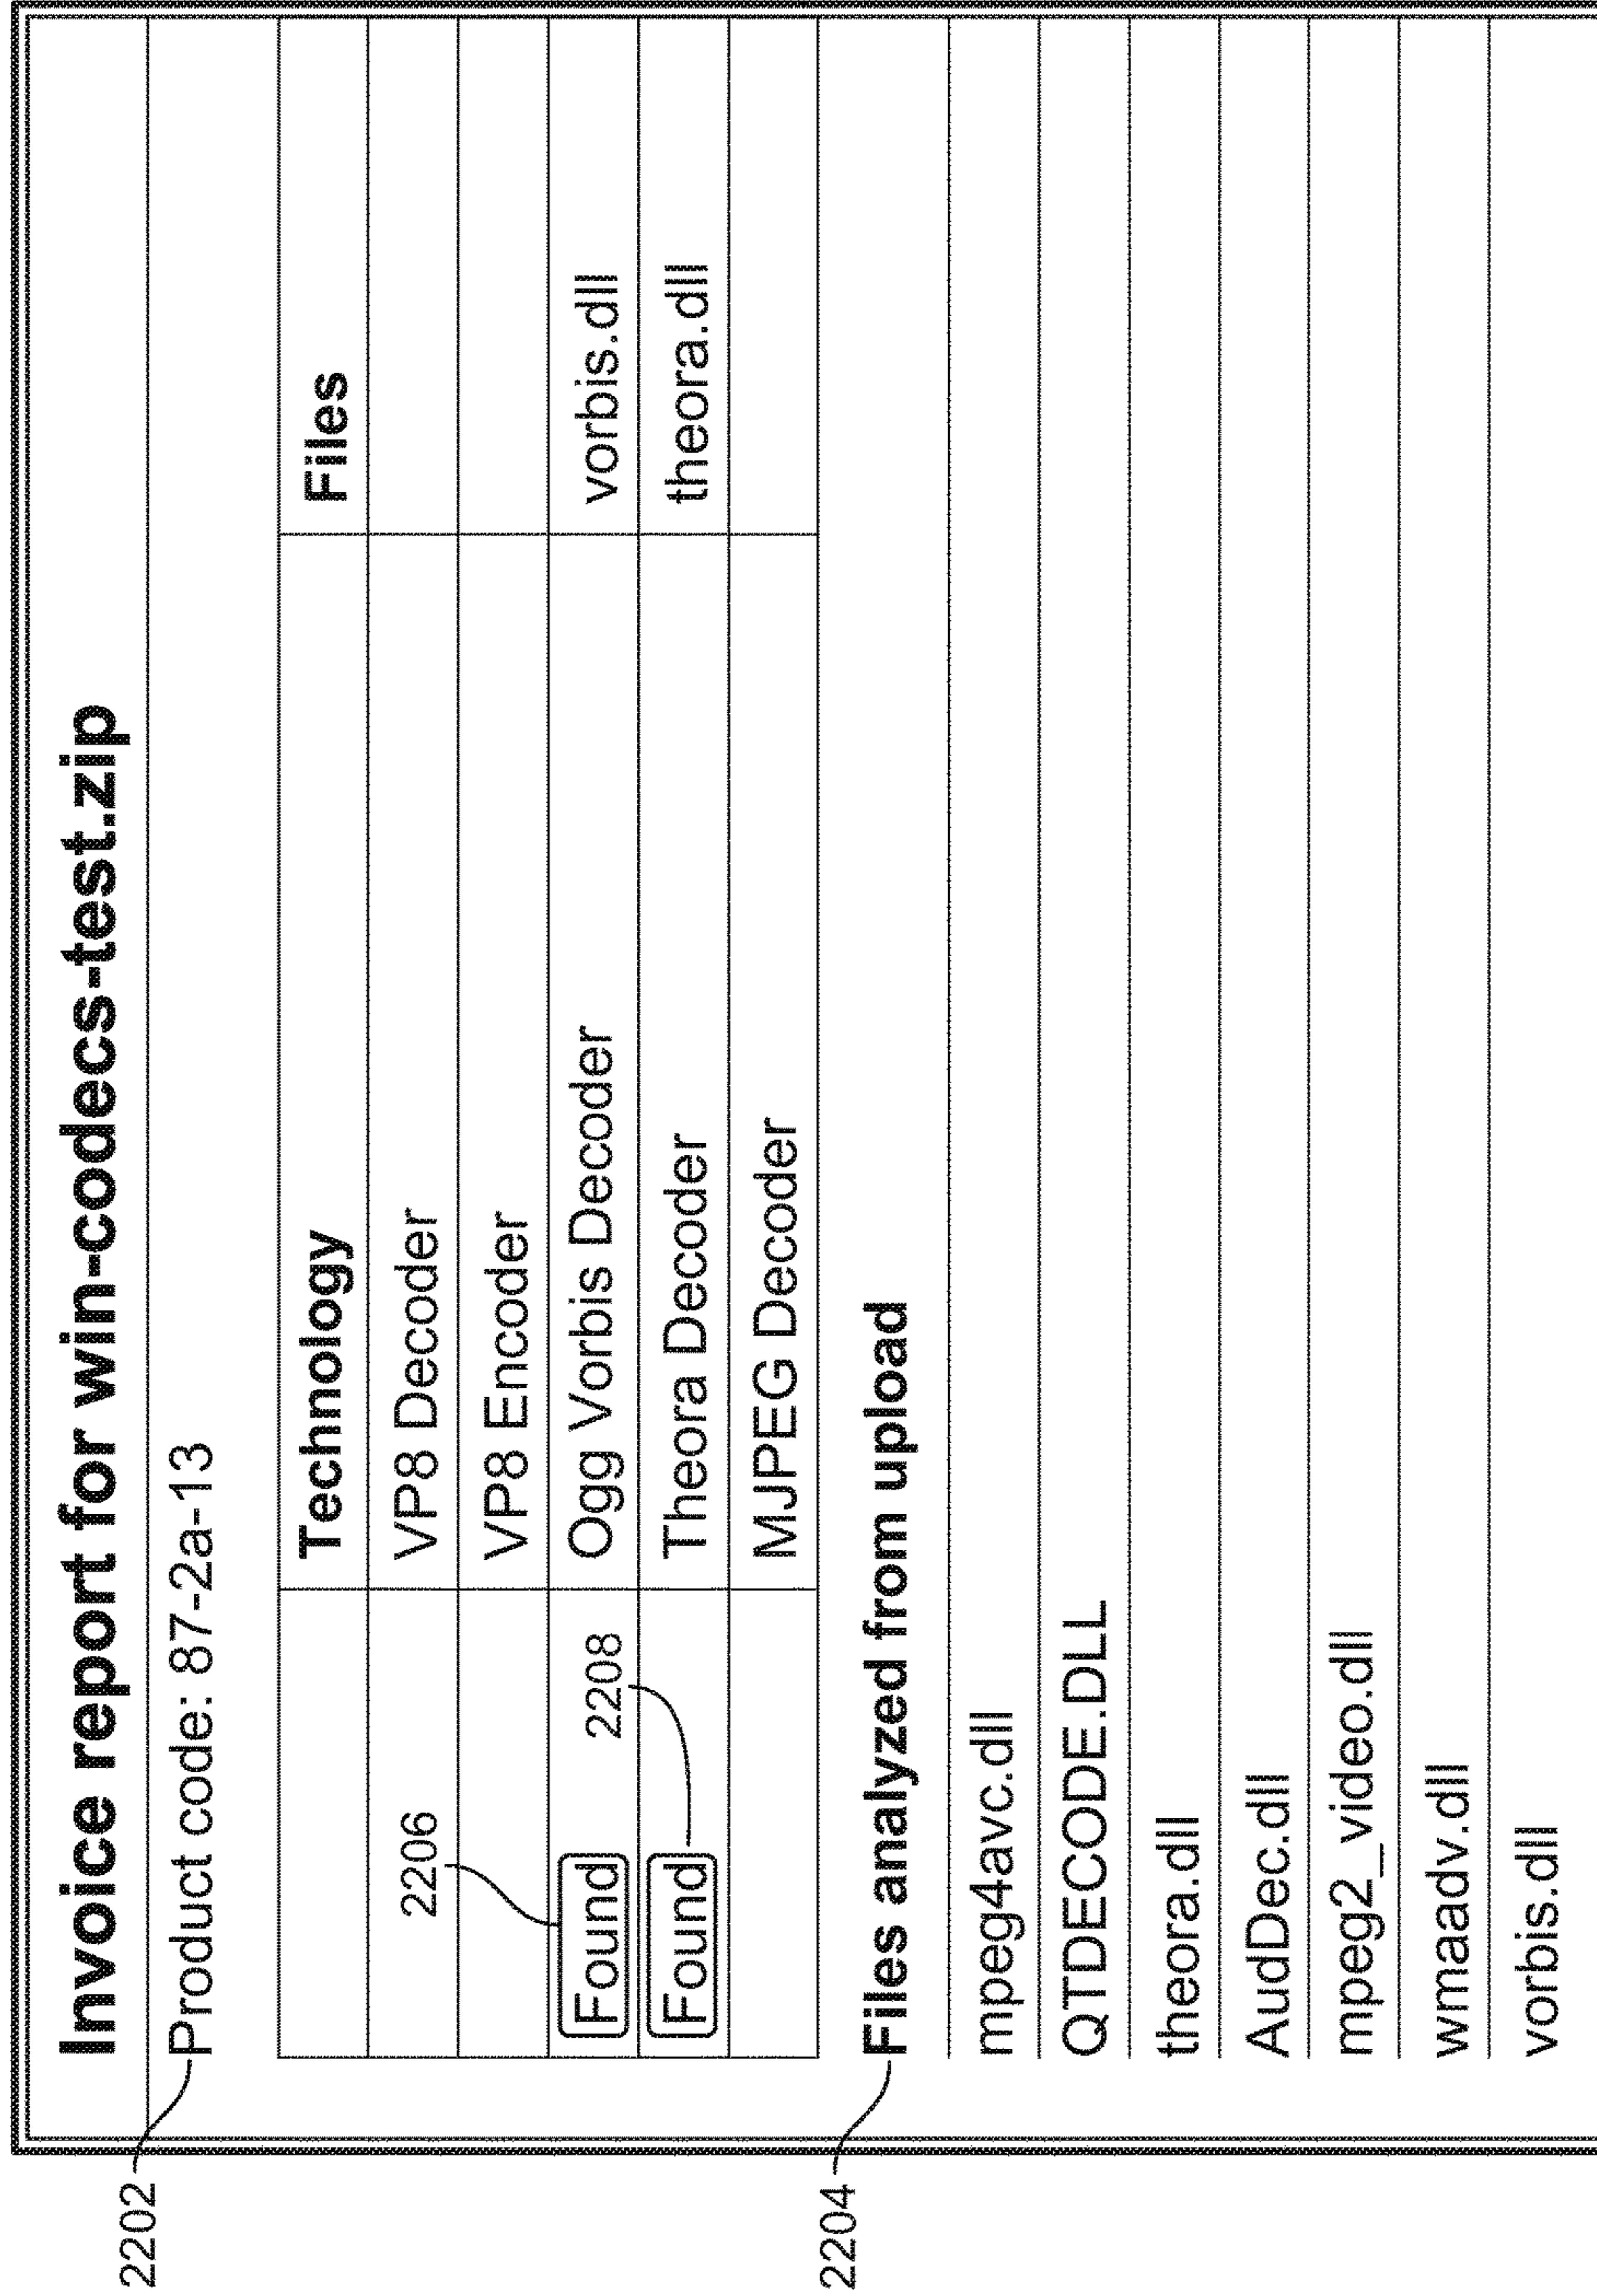 Invoice report for win-codecs-test.zip
2202
Product code: 87-2a-13
Technology Files
2206 VP8 Decoder
VP8 Encoder
Found 2208 Ogg Vorbis Decoder vorbis.dll
Found Theora Decoder theora.dll
MJPEG Decoder
2204
Files analyzed from upload
mpeg4avc.dll
QTDECODE.DLL
theora.dll
AudDec.dll
mpeg2_video.dll
wmaadv.dll
vorbis.dll